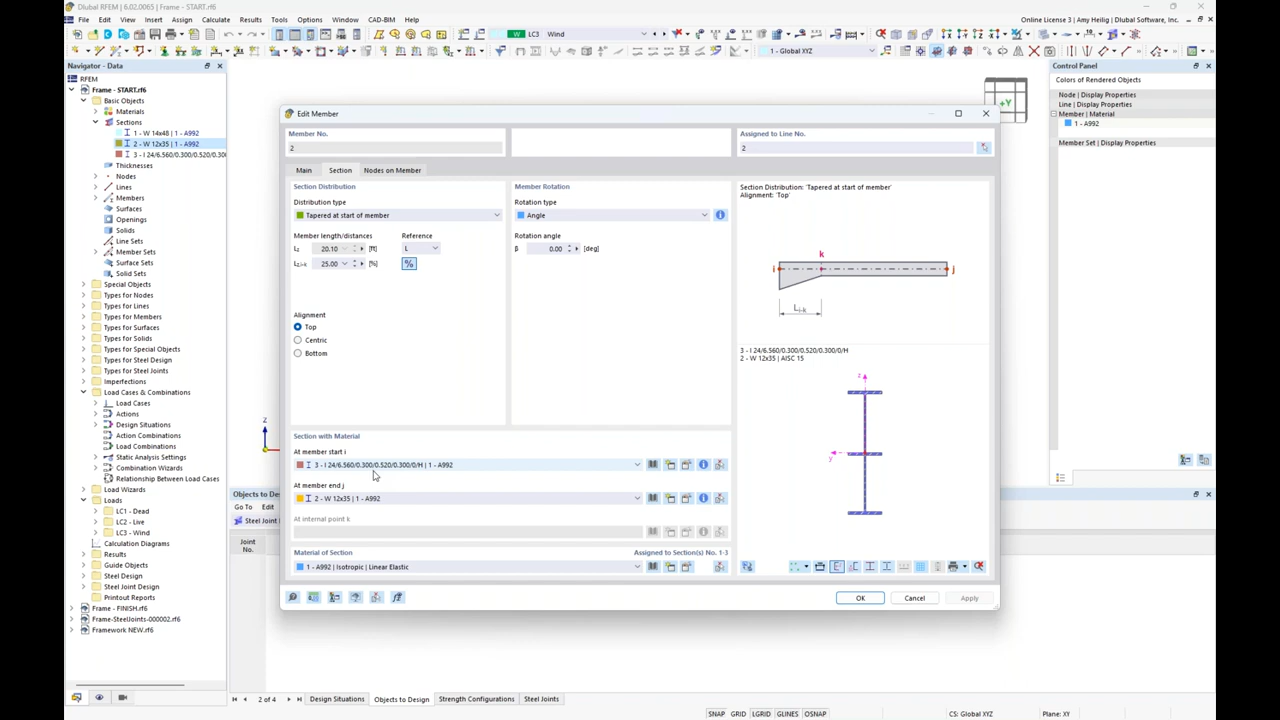 Dlubal RFEM | 6.02.0065 | Frame - START.rf6
File Edit View Insert Assign Calculate Results Tools Options Window CAD-BIM Help
Online License 3 | Amy Heilig | Dlubal Software, Inc.
W LC3 Wind
1 - Global XYZ
Navigator - Data
RFEM
Frame - START.rf6
Basic Objects
Materials
Sections
1 - W 14x48 | 1 - A992
2 - W 12x35 | 1 - A992
3 - I 24/6.560/0.300/0.520/0.300
Thicknesses
Nodes
Lines
Members
Surfaces
Openings
Solids
Line Sets
Member Sets
Surface Sets
Solid Sets
Special Objects
Types for Nodes
Types for Lines
Types for Members
Types for Surfaces
Types for Solids
Types for Special Objects
Types for Steel Design
Types for Steel Joints
Imperfections
Load Cases & Combinations
Load Cases
Actions
Design Situations
Action Combinations
Load Combinations
Static Analysis Settings
Combination Wizards
Relationship Between Load Cases
Load Wizards
Loads
LC1 - Dead
LC2 - Live
LC3 - Wind
Calculation Diagrams
Results
Guide Objects
Steel Design
Steel Joint Design
Printout Reports
Frame - FINISH.rf6
Frame-SteelJoints-000002.rf6
Framework NEW.rf6
Edit Member
Member No.
2
Assigned to Line No.
2
Main Section Nodes on Member
Section Distribution
Distribution type
Tapered at start of member
Member length/distances Reference
Lz 20.10 [ft] L
Lz,i-k 25.00 [%] %
Alignment
Top
Centric
Bottom
Member Rotation
Rotation type
Angle
Rotation angle
β 0.00 [deg]
Section Distribution: 'Tapered at start of member'
Alignment: 'Top'
k
i
j
Li-k
3 - I 24/6.560/0.300/0.520/0.300/0/H
2 - W 12x35 | AISC 15
z
y
Section with Material
At member start i
3 - I 24/6.560/0.300/0.520/0.300/0/H | 1 - A992
At member end j
2 - W 12x35 | 1 - A992
At internal point k
Material of Section Assigned to Section(s) No. 1-3
1 - A992 | Isotropic | Linear Elastic
OK Cancel Apply
+Y
Z
Control Panel
Colors of Rendered Objects
Node | Display Properties
Line | Display Properties
Member | Material
1 - A992
Member Set | Display Properties
Objects to Des
Go To Edit
Steel Joint
Joint
No.
2 of 4 Design Situations Objects to Design Strength Configurations Steel Joints
SNAP GRID LGRID GLINES OSNAP CS: Global XYZ Plane: XY